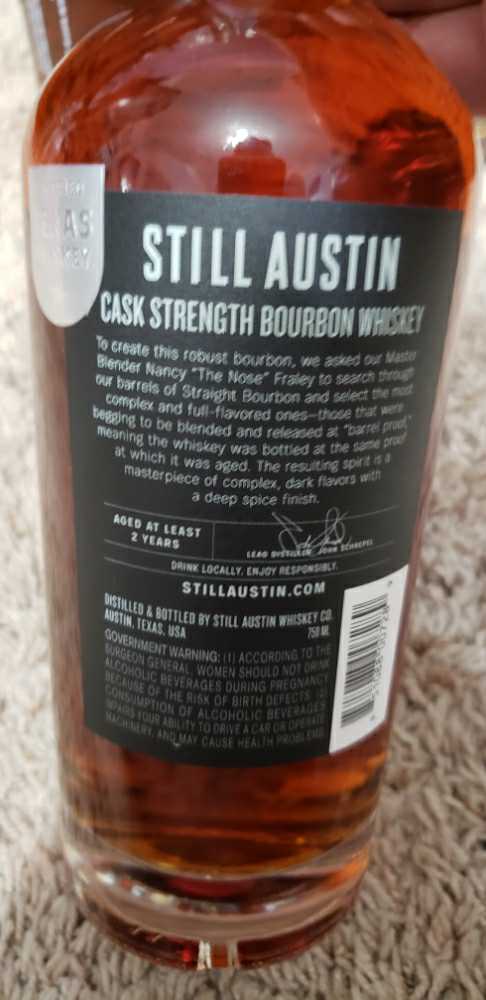 STILL AUSTIN
CASK STRENGTH BOURBON WHISKEY
To create this robust bourbon, we asked our Master
Blender Nancy "The Nose" Fraley to search through
our barrels of Straight Bourbon and select the most
complex and full-flavored ones—those that were
begging to be blended and released at "barrel proof,"
meaning the whiskey was bottled at the same proof
at which it was aged. The resulting spirit is a
masterpiece of complex, dark flavors with
a deep spice finish.
AGED AT LEAST
2 YEARS
LEAD DISTILLER JOHN SCHREPEL
DRINK LOCALLY. ENJOY RESPONSIBLY.
STILLAUSTIN.COM
DISTILLED & BOTTLED BY STILL AUSTIN WHISKEY CO.
AUSTIN, TEXAS, USA 750 ML
GOVERNMENT WARNING: (1) ACCORDING TO THE
SURGEON GENERAL, WOMEN SHOULD NOT DRINK
ALCOHOLIC BEVERAGES DURING PREGNANCY
BECAUSE OF THE RISK OF BIRTH DEFECTS. (2)
CONSUMPTION OF ALCOHOLIC BEVERAGES
IMPAIRS YOUR ABILITY TO DRIVE A CAR OR OPERATE
MACHINERY, AND MAY CAUSE HEALTH PROBLEMS.